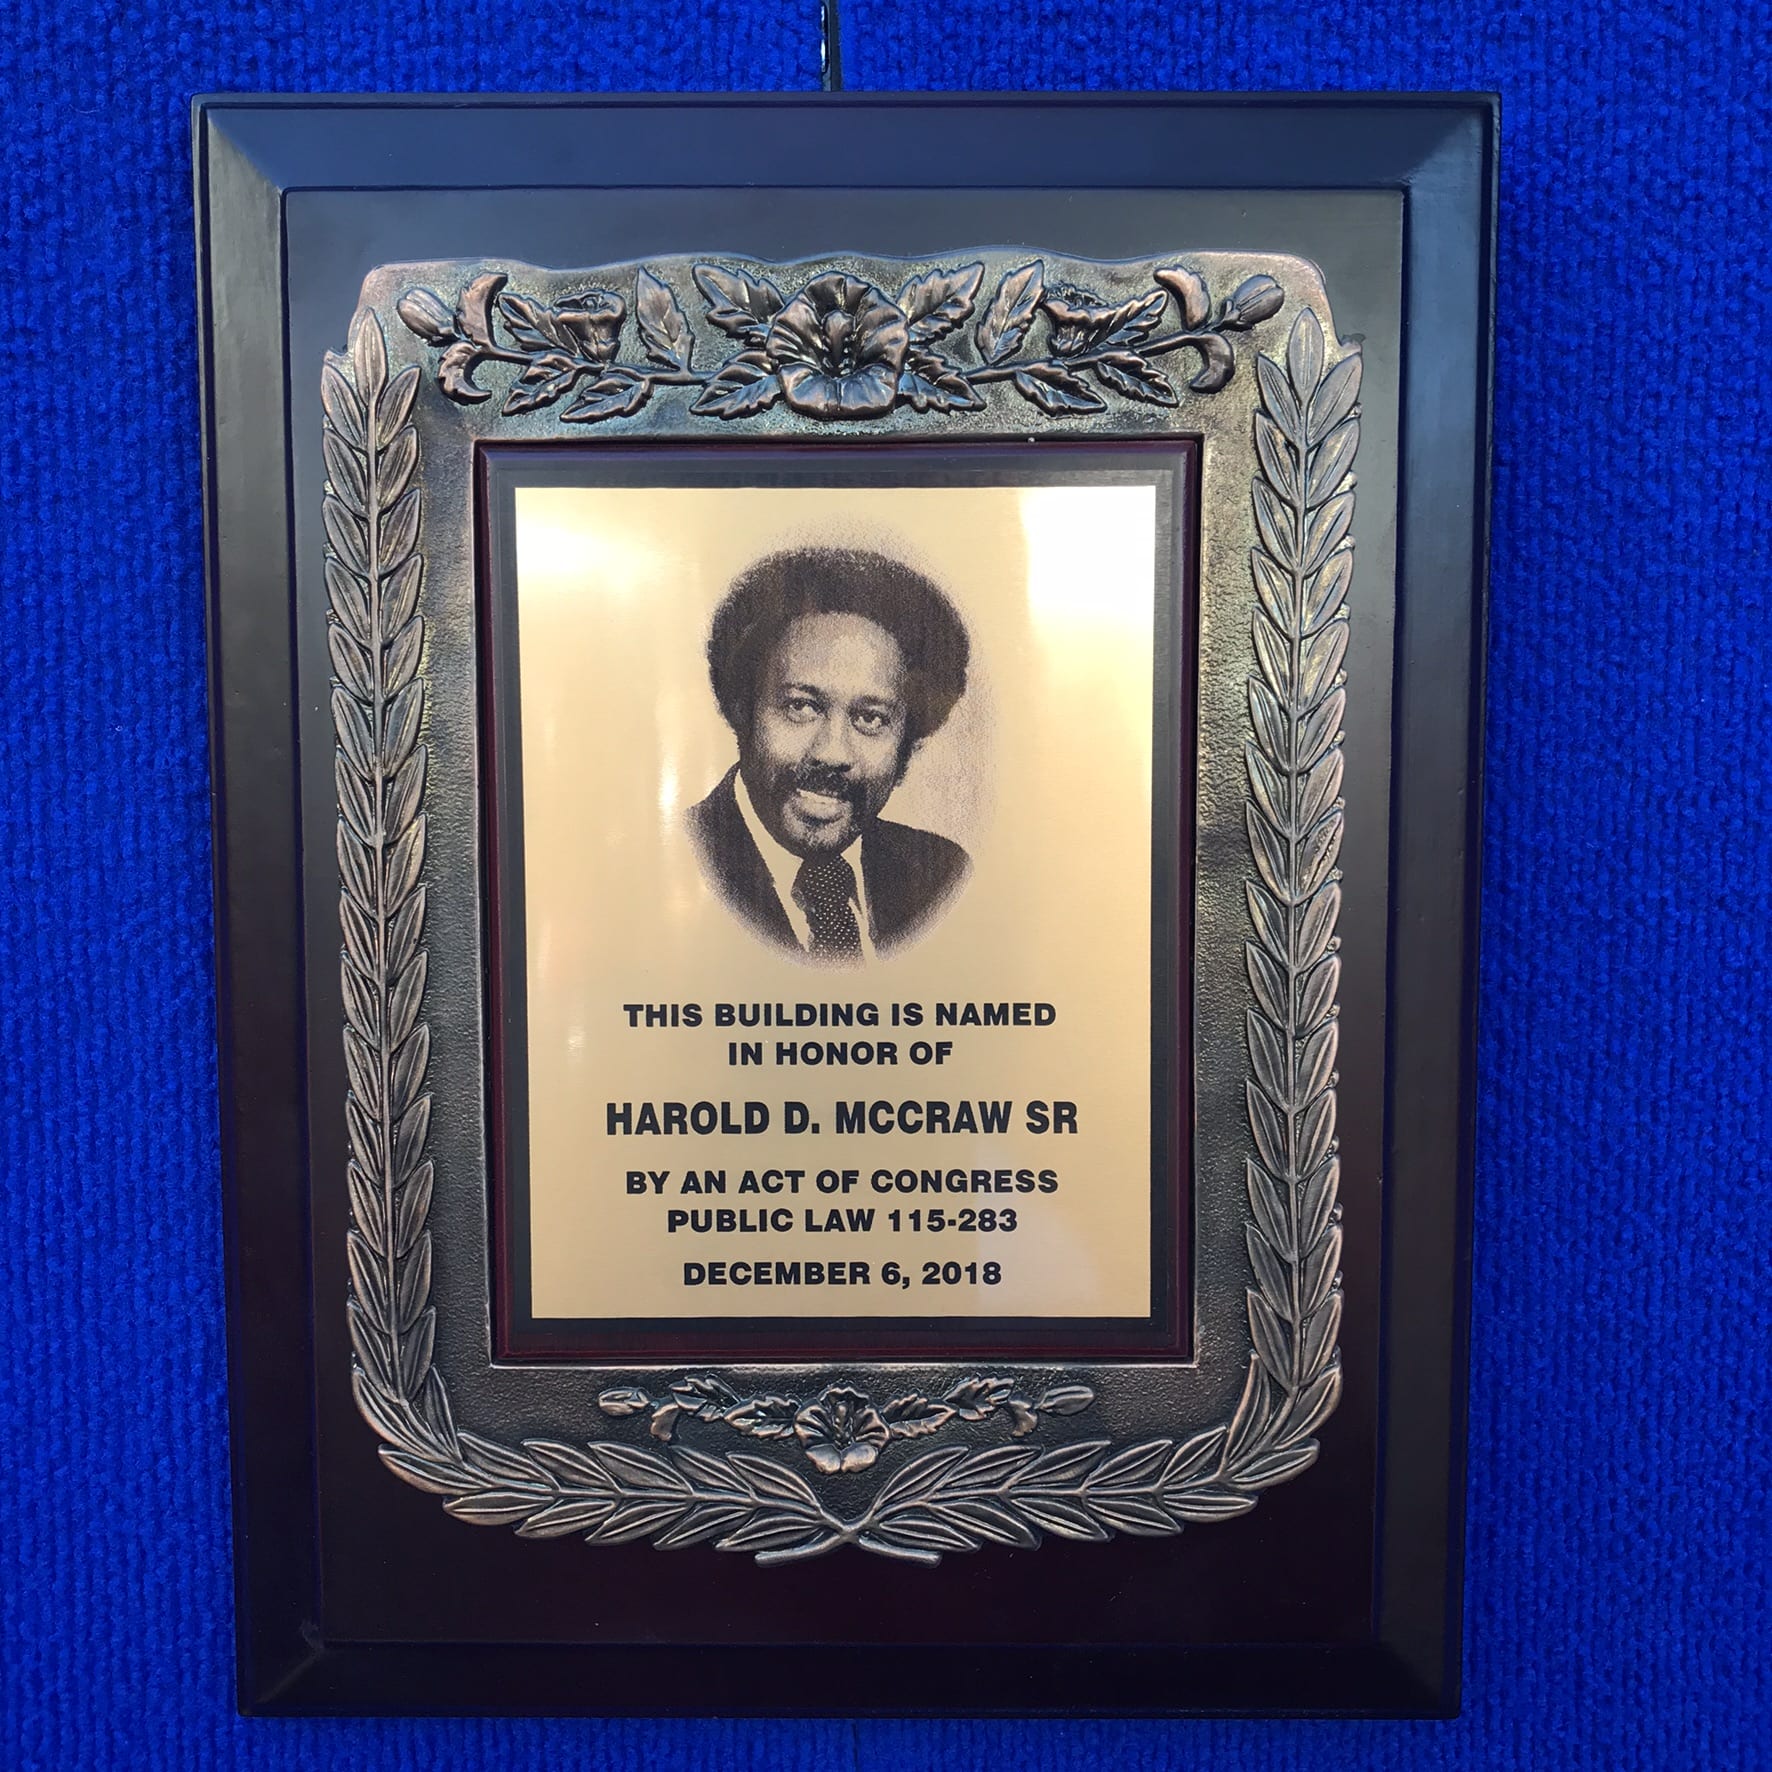 THIS BUILDING IS NAMED
IN HONOR OF
HAROLD D. MCCRAW SR
BY AN ACT OF CONGRESS
PUBLIC LAW 115-283
DECEMBER 6, 2018